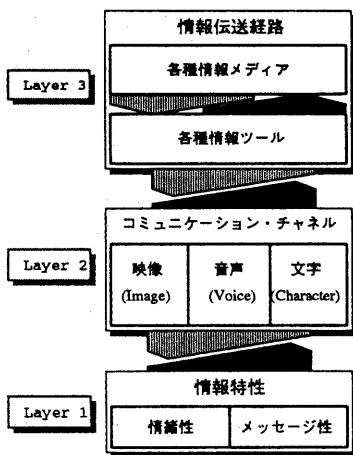 情報伝送経路
Layer 3
各種情報メディア
各種情報ツール
コミュニケーション・チャネル
Layer 2
映像 音声 文字
(Image) (Voice) (Character)
情報特性
Layer 1
情緒性 メッセージ性